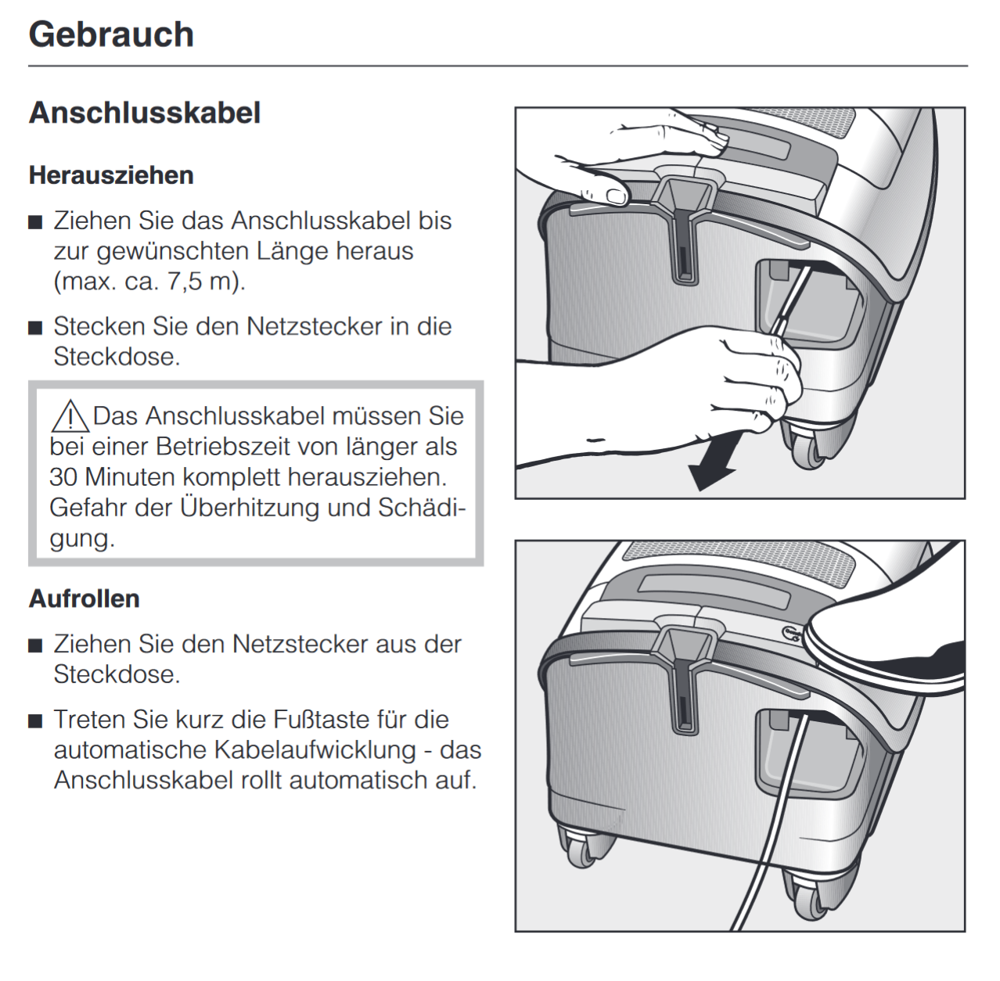 Gebrauch
Anschlusskabel
Herausziehen
■ Ziehen Sie das Anschlusskabel bis
zur gewünschten Länge heraus
(max. ca. 7,5 m).
■ Stecken Sie den Netzstecker in die
Steckdose.
⚠ Das Anschlusskabel müssen Sie
bei einer Betriebszeit von länger als
30 Minuten komplett herausziehen.
Gefahr der Überhitzung und Schädi-
gung.
Aufrollen
■ Ziehen Sie den Netzstecker aus der
Steckdose.
■ Treten Sie kurz die Fußtaste für die
automatische Kabelaufwicklung - das
Anschlusskabel rollt automatisch auf.